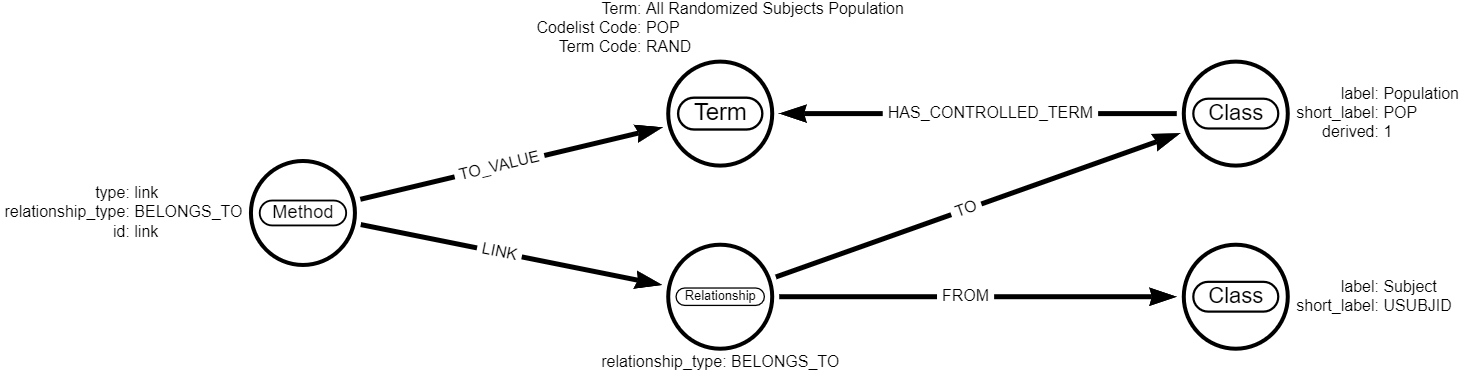 Term: All Randomized Subjects Population
Codelist Code: POP
Term Code: RAND
Term
HAS_CONTROLLED_TERM
Class
label: Population
short_label: POP
derived: 1
TO_VALUE
type: link
relationship_type: BELONGS_TO
id: link
Method
TO
LINK
Relationship
FROM
Class
label: Subject
short_label: USUBJID
relationship_type: BELONGS_TO